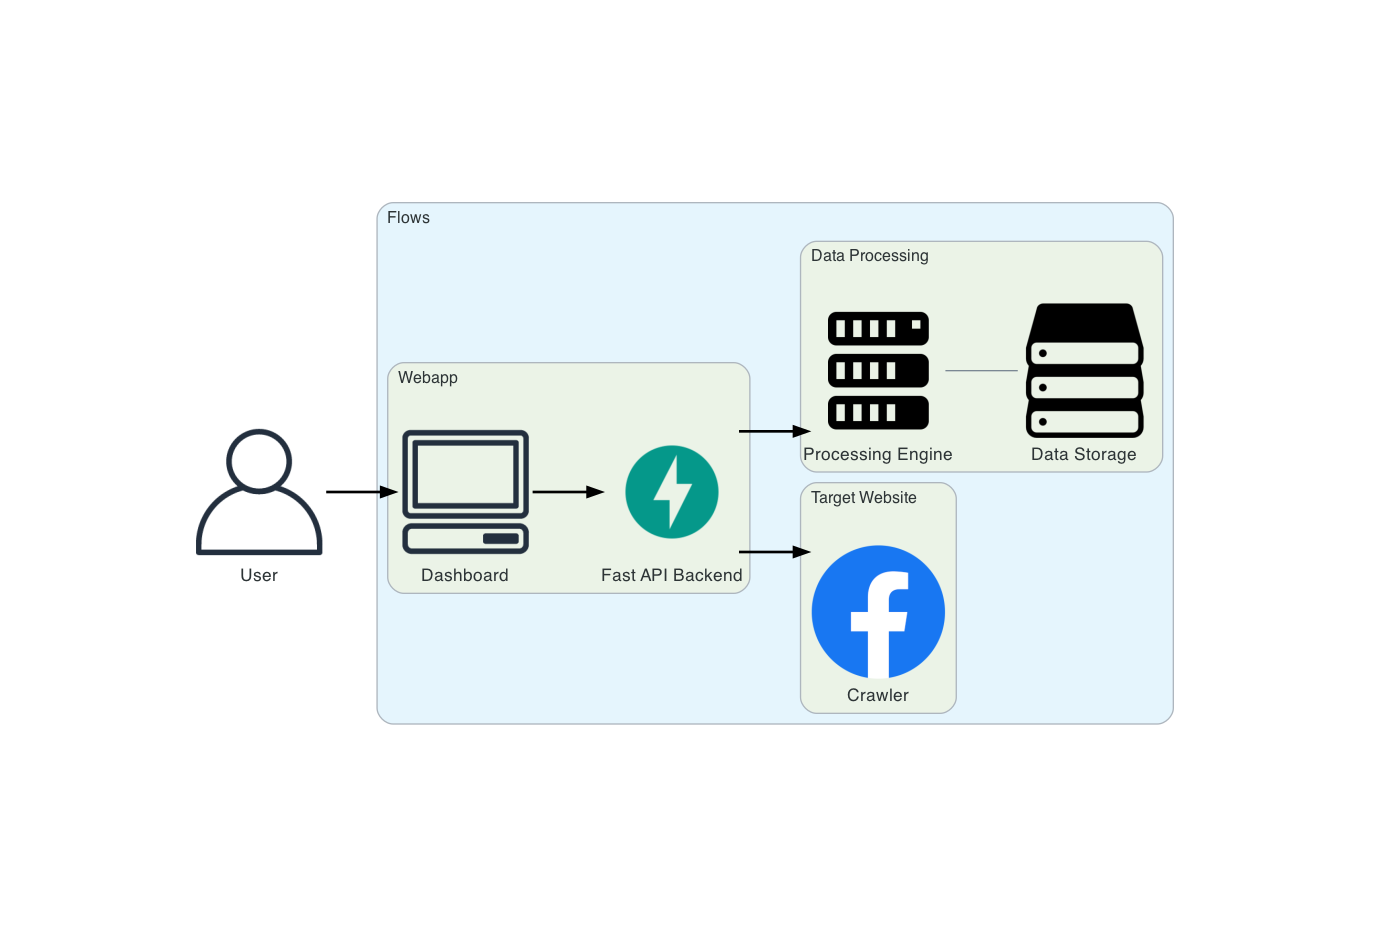 Flows
Data Processing
Processing Engine
Data Storage
Webapp
User
Dashboard
Fast API Backend
Target Website
Crawler